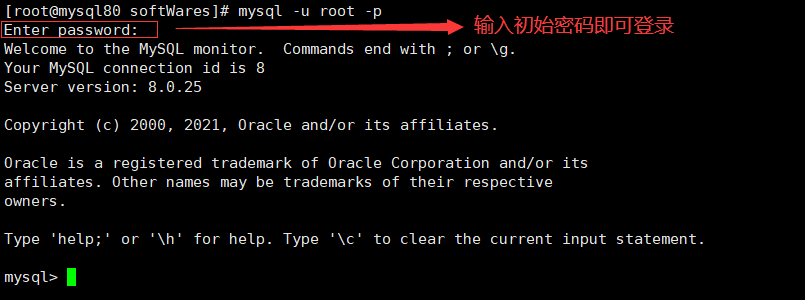 [root@mysql80 softWares]# mysql -u root -p
Enter password: 输入初始密码即可登录
Welcome to the MySQL monitor.  Commands end with ; or \g.
Your MySQL connection id is 8
Server version: 8.0.25
Copyright (c) 2000, 2021, Oracle and/or its affiliates.
Oracle is a registered trademark of Oracle Corporation and/or its
affiliates. Other names may be trademarks of their respective
owners.
Type 'help;' or '\h' for help. Type '\c' to clear the current input statement.
mysql>